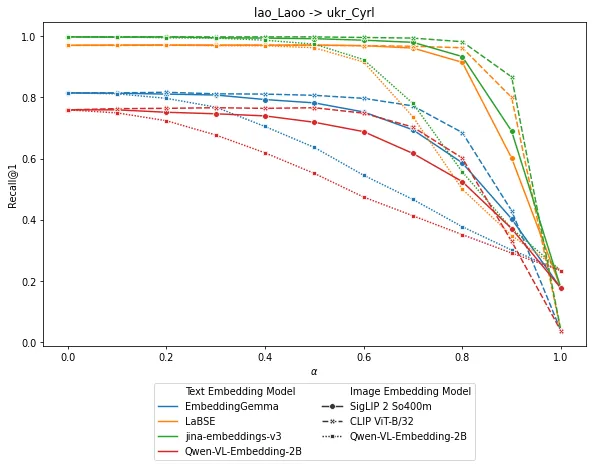 lao_Laoo -> ukr_Cyrl
Recall@1
1.0
0.8
0.6
0.4
0.2
0.0
0.0 0.2 0.4 0.6 0.8 1.0
α
Text Embedding Model
EmbeddingGemma
LaBSE
jina-embeddings-v3
Qwen-VL-Embedding-2B
Image Embedding Model
SigLIP 2 So400m
CLIP ViT-B/32
Qwen-VL-Embedding-2B